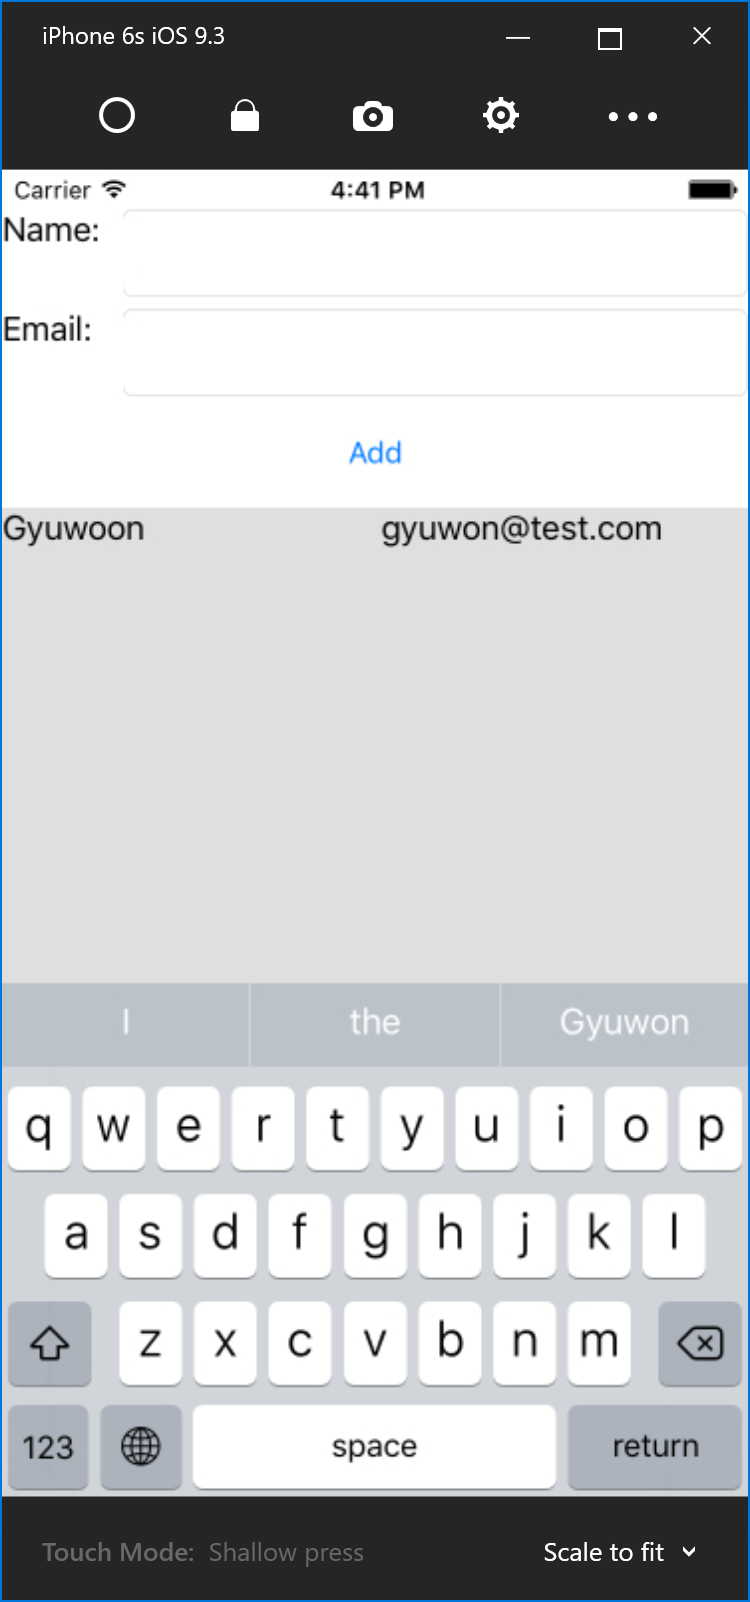 iPhone 6s iOS 9.3
Carrier 4:41 PM
Name:
Email:
Add
Gyuwoon gyuwon@test.com
I the Gyuwon
q w e r t y u i o p
a s d f g h j k l
z x c v b n m
123 space return
Touch Mode: Shallow press Scale to fit